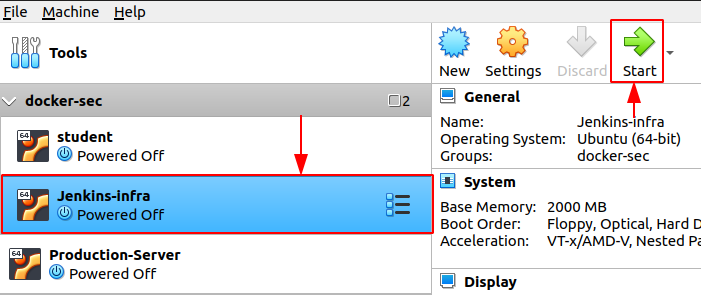 File Machine Help
Tools
docker-sec 2
64 student
Powered Off
64 Jenkins-infra
Powered Off
64 Production-Server
Powered Off
New Settings Discard Start
General
Name: Jenkins-infra
Operating System: Ubuntu (64-bit)
Groups: docker-sec
System
Base Memory: 2000 MB
Boot Order: Floppy, Optical, Hard D
Acceleration: VT-x/AMD-V, Nested Pa
Display